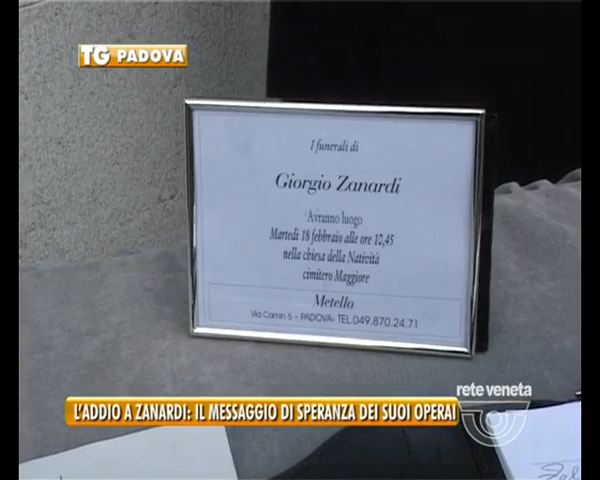 TG PADOVA
I funerali di
Giorgio Zanardi
Avranno luogo
Martedì 18 febbraio alle ore 10,45
nella chiesa della Natività
cimitero Maggiore
Metello
Via Camin 5 - PADOVA- TEL.049.870.24.71
rete veneta
L'ADDIO A ZANARDI: IL MESSAGGIO DI SPERANZA DEI SUOI OPERAI